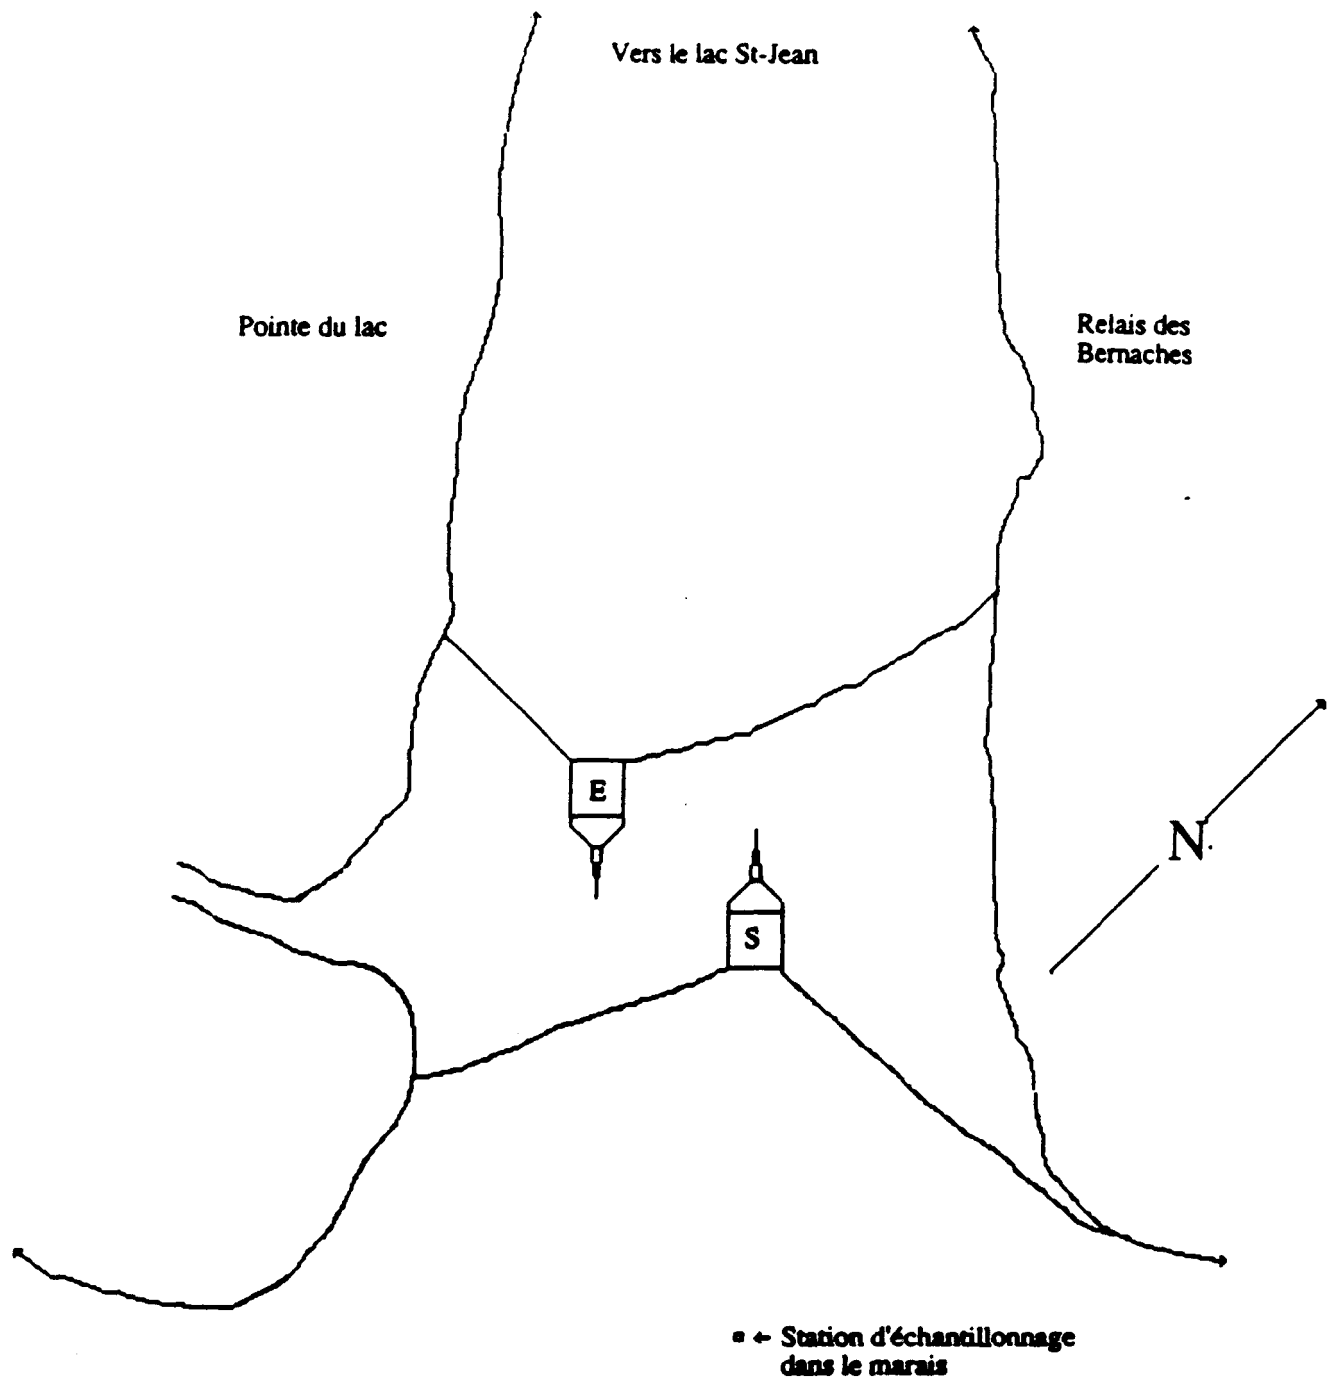 Vers le lac St-Jean
Pointe du lac
Relais des
Bernaches
E
N
S
Station d'échantillonnage
dans le marais